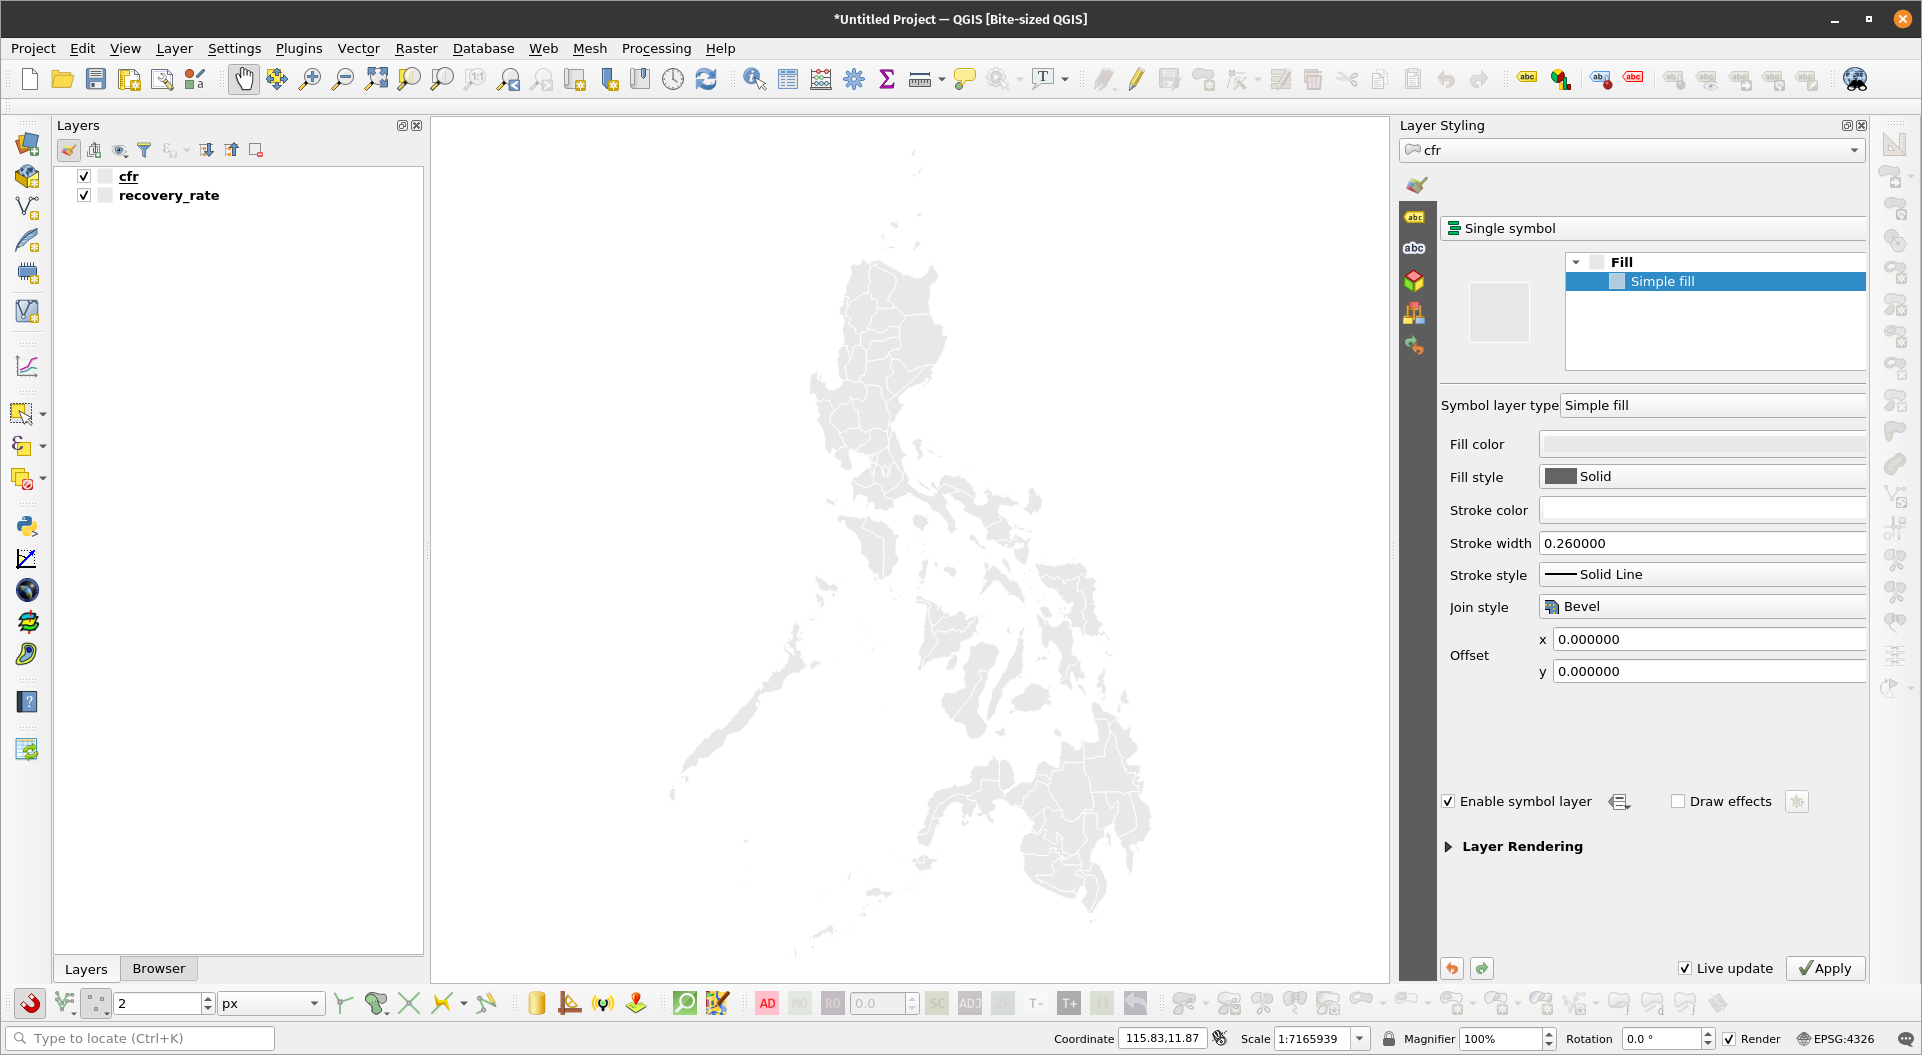 *Untitled Project — QGIS [Bite-sized QGIS]
Project Edit View Layer Settings Plugins Vector Raster Database Web Mesh Processing Help
Layers
cfr
recovery_rate
Layers Browser
Layer Styling
cfr
Single symbol
Fill
Simple fill
Symbol layer type Simple fill
Fill color
Fill style Solid
Stroke color
Stroke width 0.260000
Stroke style Solid Line
Join style Bevel
Offset
x 0.000000
y 0.000000
Enable symbol layer Draw effects
Layer Rendering
Live update Apply
2 px AD MO RO 0.0 SC ADJ T- T+
Type to locate (Ctrl+K) Coordinate 115.83,11.87 Scale 1:7165939 Magnifier 100% Rotation 0.0 ° Render EPSG:4326